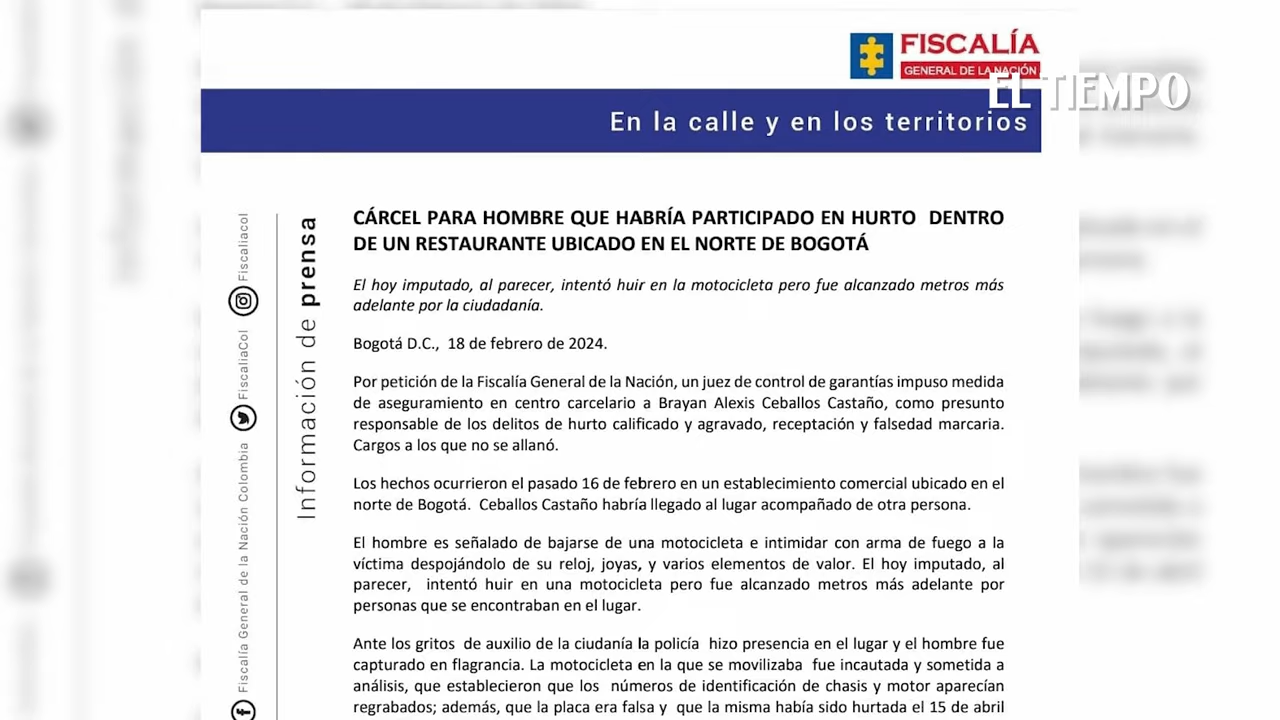 FISCALÍA
GENERAL DE LA NACIÓN
EL TIEMPO
En la calle y en los territorios
Información de prensa
Fiscaliacol
FiscaliaCol
Fiscalía General de la Nación Colombia
CÁRCEL PARA HOMBRE QUE HABRÍA PARTICIPADO EN HURTO DENTRO
DE UN RESTAURANTE UBICADO EN EL NORTE DE BOGOTÁ
El hoy imputado, al parecer, intentó huir en la motocicleta pero fue alcanzado metros más
adelante por la ciudadanía.
Bogotá D.C., 18 de febrero de 2024.
Por petición de la Fiscalía General de la Nación, un juez de control de garantías impuso medida
de aseguramiento en centro carcelario a Brayan Alexis Ceballos Castaño, como presunto
responsable de los delitos de hurto calificado y agravado, receptación y falsedad marcaria.
Cargos a los que no se allanó.
Los hechos ocurrieron el pasado 16 de febrero en un establecimiento comercial ubicado en el
norte de Bogotá. Ceballos Castaño habría llegado al lugar acompañado de otra persona.
El hombre es señalado de bajarse de una motocicleta e intimidar con arma de fuego a la
víctima despojándolo de su reloj, joyas, y varios elementos de valor. El hoy imputado, al
parecer, intentó huir en una motocicleta pero fue alcanzado metros más adelante por
personas que se encontraban en el lugar.
Ante los gritos de auxilio de la ciudanía la policía hizo presencia en el lugar y el hombre fue
capturado en flagrancia. La motocicleta en la que se movilizaba fue incautada y sometida a
análisis, que establecieron que los números de identificación de chasis y motor aparecían
regrabados; además, que la placa era falsa y que la misma había sido hurtada el 15 de abril